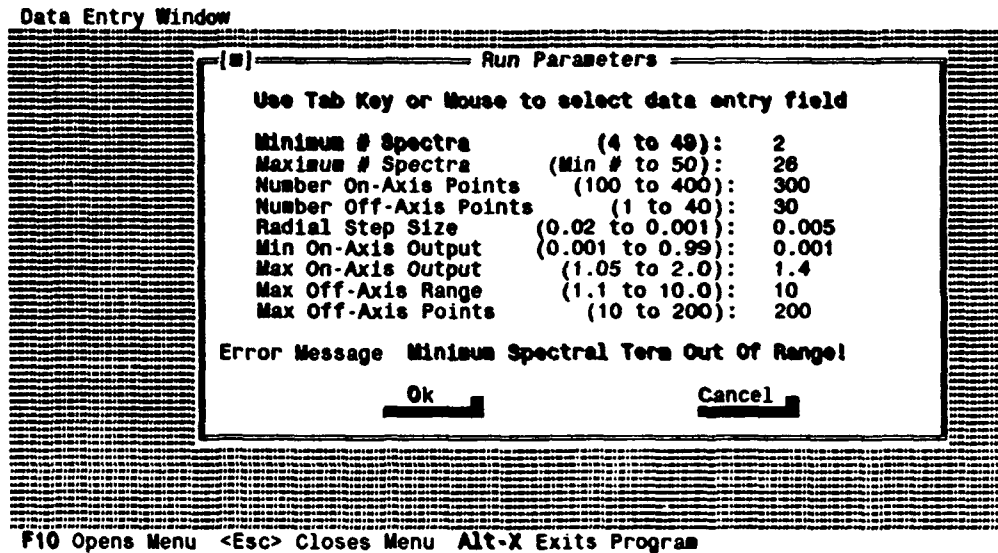 Data Entry Window
Run Parameters
Use Tab Key or Mouse to select data entry field
Minimum # Spectra (4 to 49): 2
Maximum # Spectra (Min # to 50): 26
Number On-Axis Points (100 to 400): 300
Number Off-Axis Points (1 to 40): 30
Radial Step Size (0.02 to 0.001): 0.005
Min On-Axis Output (0.001 to 0.99): 0.001
Max On-Axis Output (1.05 to 2.0): 1.4
Max Off-Axis Range (1.1 to 10.0): 10
Max Off-Axis Points (10 to 200): 200
Error Message Minimum Spectral Term Out Of Range!
Ok Cancel
F10 Opens Menu <Esc> Closes Menu Alt-X Exits Program